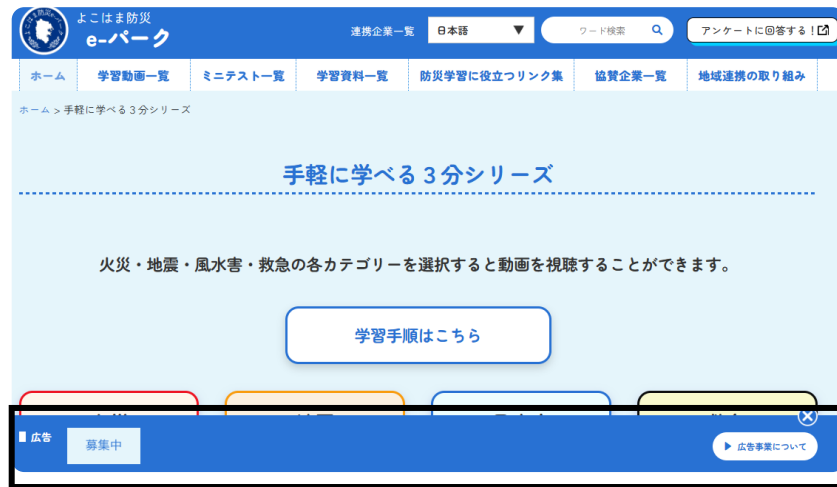 よこはま防災
e-パーク
連携企業一覧
日本語
ワード検索
アンケートに回答する!
ホーム
学習動画一覧
ミニテスト一覧
学習資料一覧
防災学習に役立つリンク集
協賛企業一覧
地域連携の取り組み
ホーム > 手軽に学べる3分シリーズ
手軽に学べる3分シリーズ
火災・地震・風水害・救急の各カテゴリーを選択すると動画を視聴することができます。
学習手順はこちら
広告
募集中
広告事業について